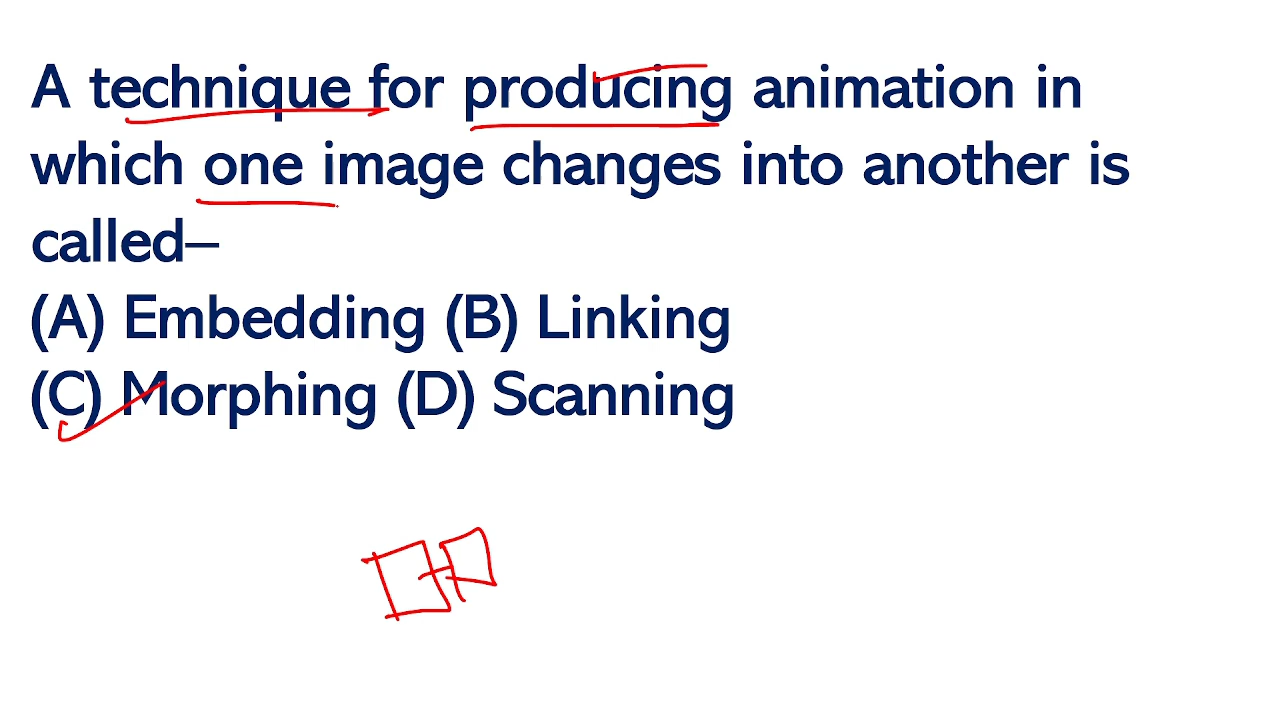 A technique for producing animation in
which one image changes into another is
called–
(A) Embedding (B) Linking
(C) Morphing (D) Scanning